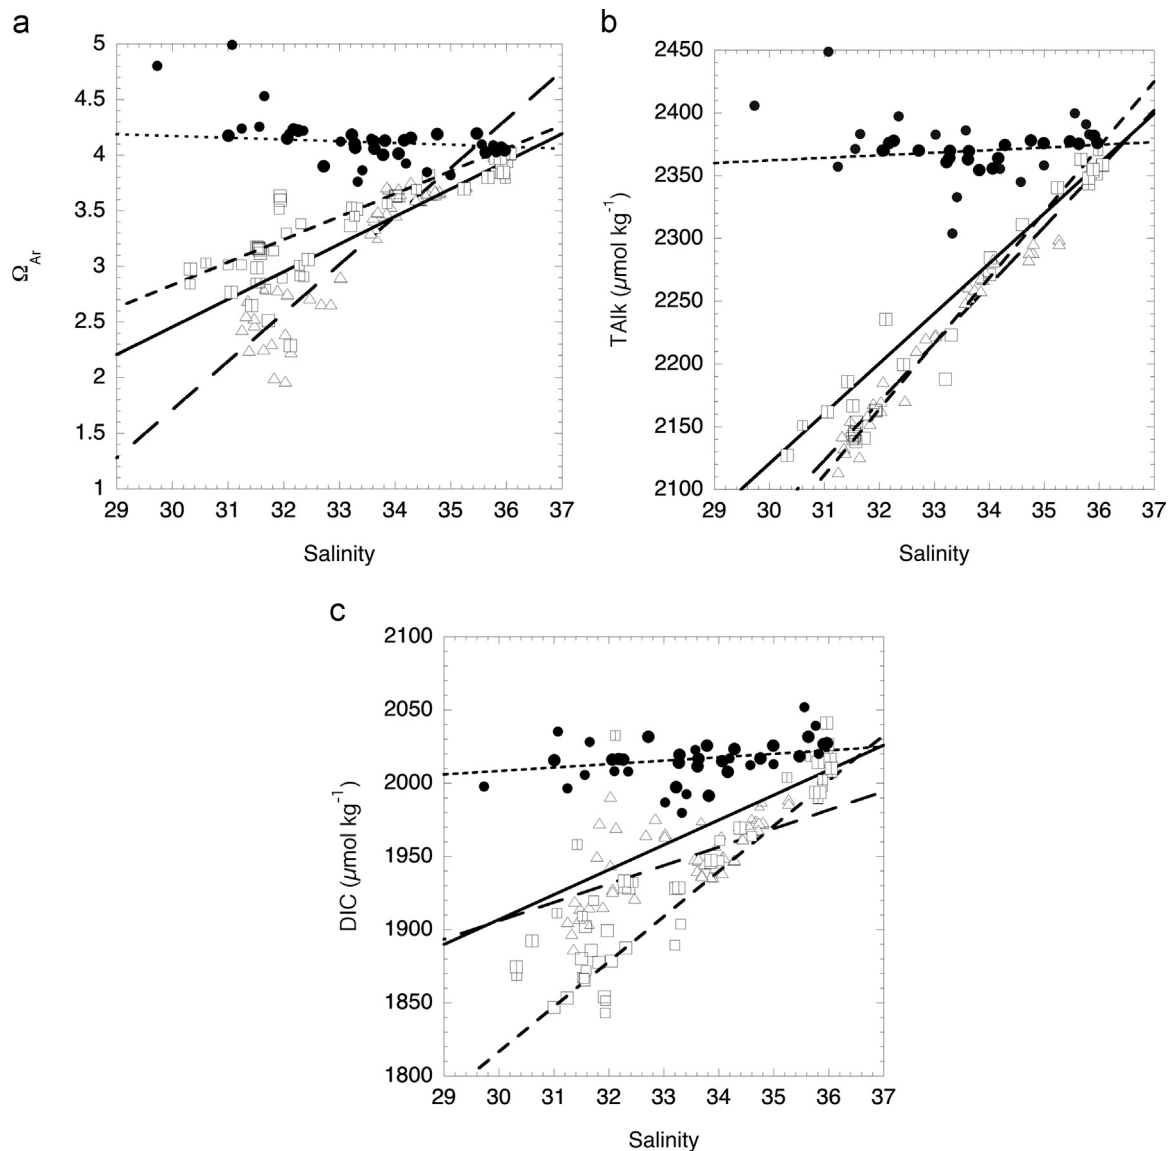 a
5
4.5
4
3.5
3
2.5
2
1.5
1
Ω_Ar
29 30 31 32 33 34 35 36 37
Salinity
b
2450
2400
2350
2300
2250
2200
2150
2100
TAlk (µmol kg⁻¹)
29 30 31 32 33 34 35 36 37
Salinity
c
2100
2050
2000
1950
1900
1850
1800
DIC (µmol kg⁻¹)
29 30 31 32 33 34 35 36 37
Salinity